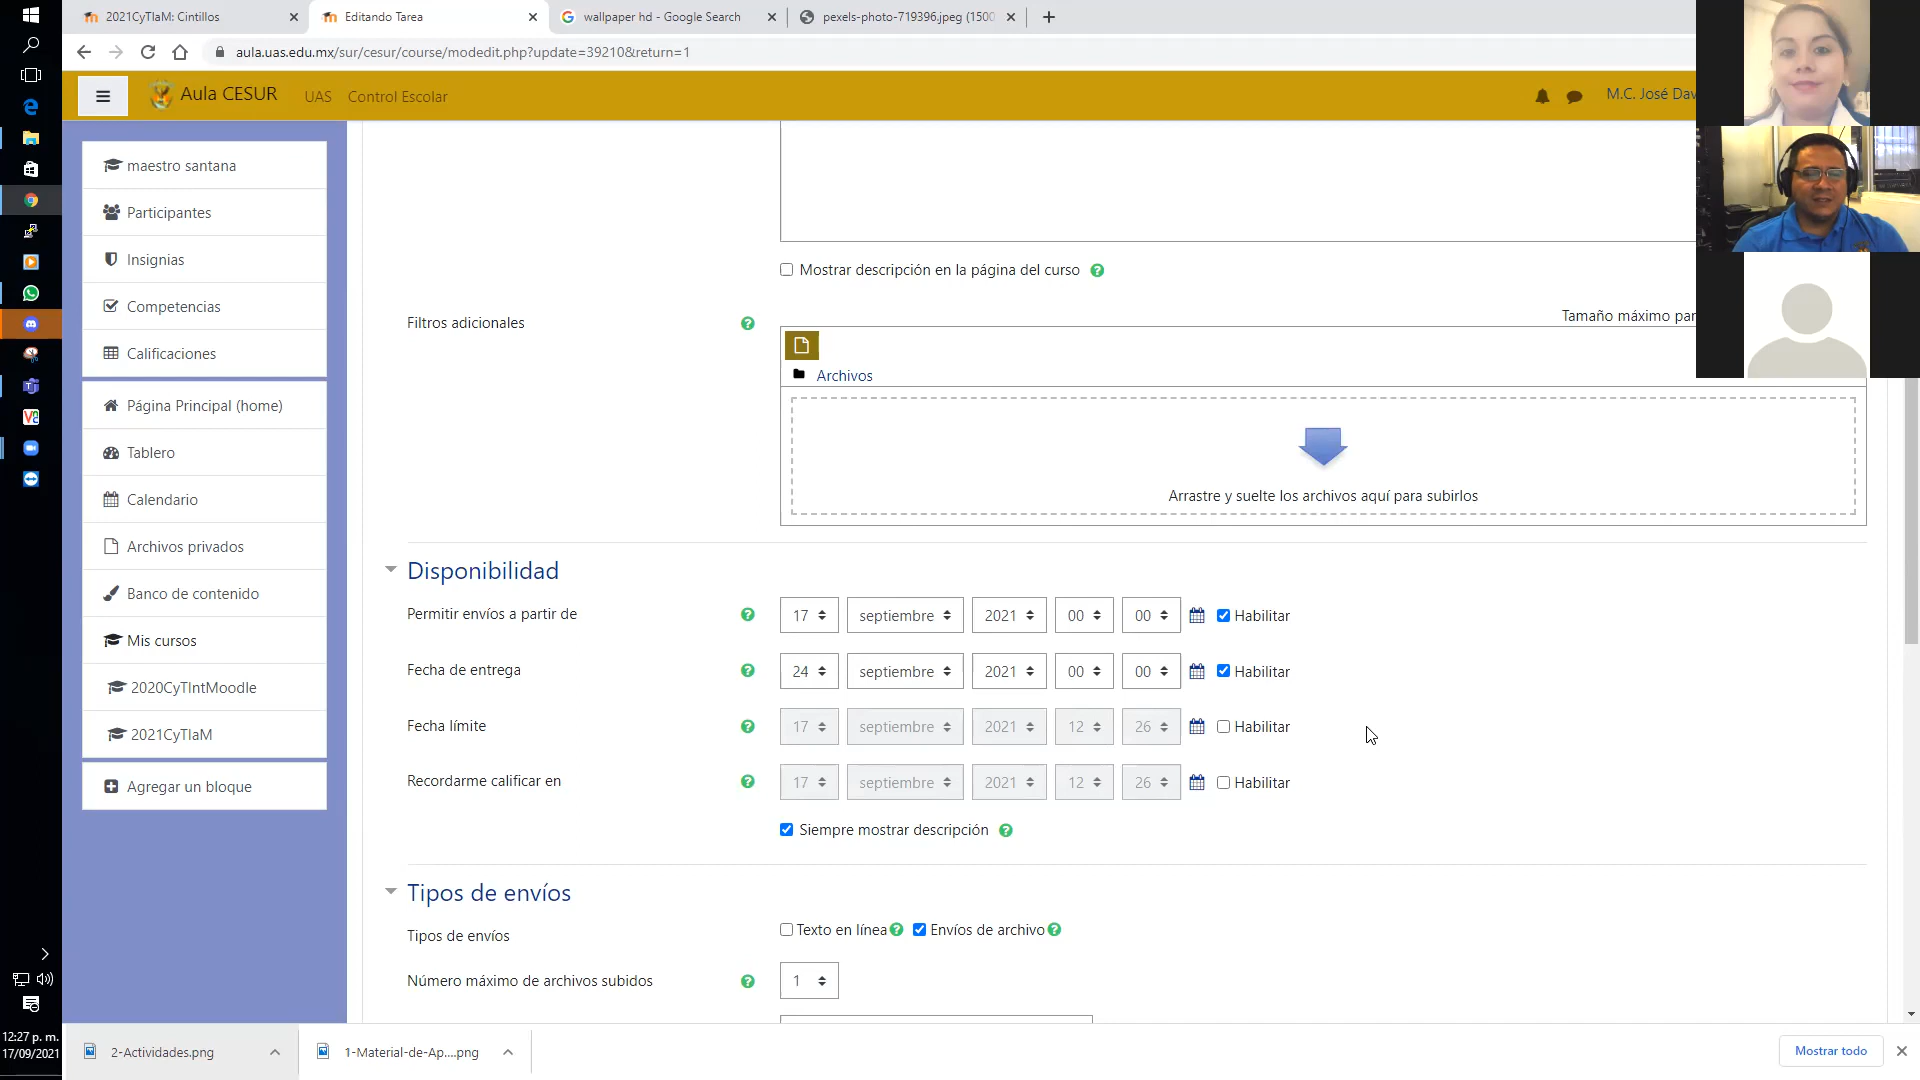 2021CyTIaM: Cintillos
Editando Tarea
wallpaper hd - Google Search
pexels-photo-719396.jpeg (1500
aula.uas.edu.mx/sur/cesur/course/modedit.php?update=39210&return=1
Aula CESUR
UAS
Control Escolar
M.C. José Dav
maestro santana
Participantes
Insignias
Competencias
Calificaciones
Página Principal (home)
Tablero
Calendario
Archivos privados
Banco de contenido
Mis cursos
2020CyTIntMoodle
2021CyTIaM
Agregar un bloque
Mostrar descripción en la página del curso
Filtros adicionales
Tamaño máximo par
Archivos
Arrastre y suelte los archivos aquí para subirlos
Disponibilidad
Permitir envíos a partir de 17 septiembre 2021 00 00 Habilitar
Fecha de entrega 24 septiembre 2021 00 00 Habilitar
Fecha límite 17 septiembre 2021 12 26 Habilitar
Recordarme calificar en 17 septiembre 2021 12 26 Habilitar
Siempre mostrar descripción
Tipos de envíos
Tipos de envíos Texto en línea Envíos de archivo
Número máximo de archivos subidos 1
12:27 p. m.
17/09/2021
2-Actividades.png
1-Material-de-Ap....png
Mostrar todo